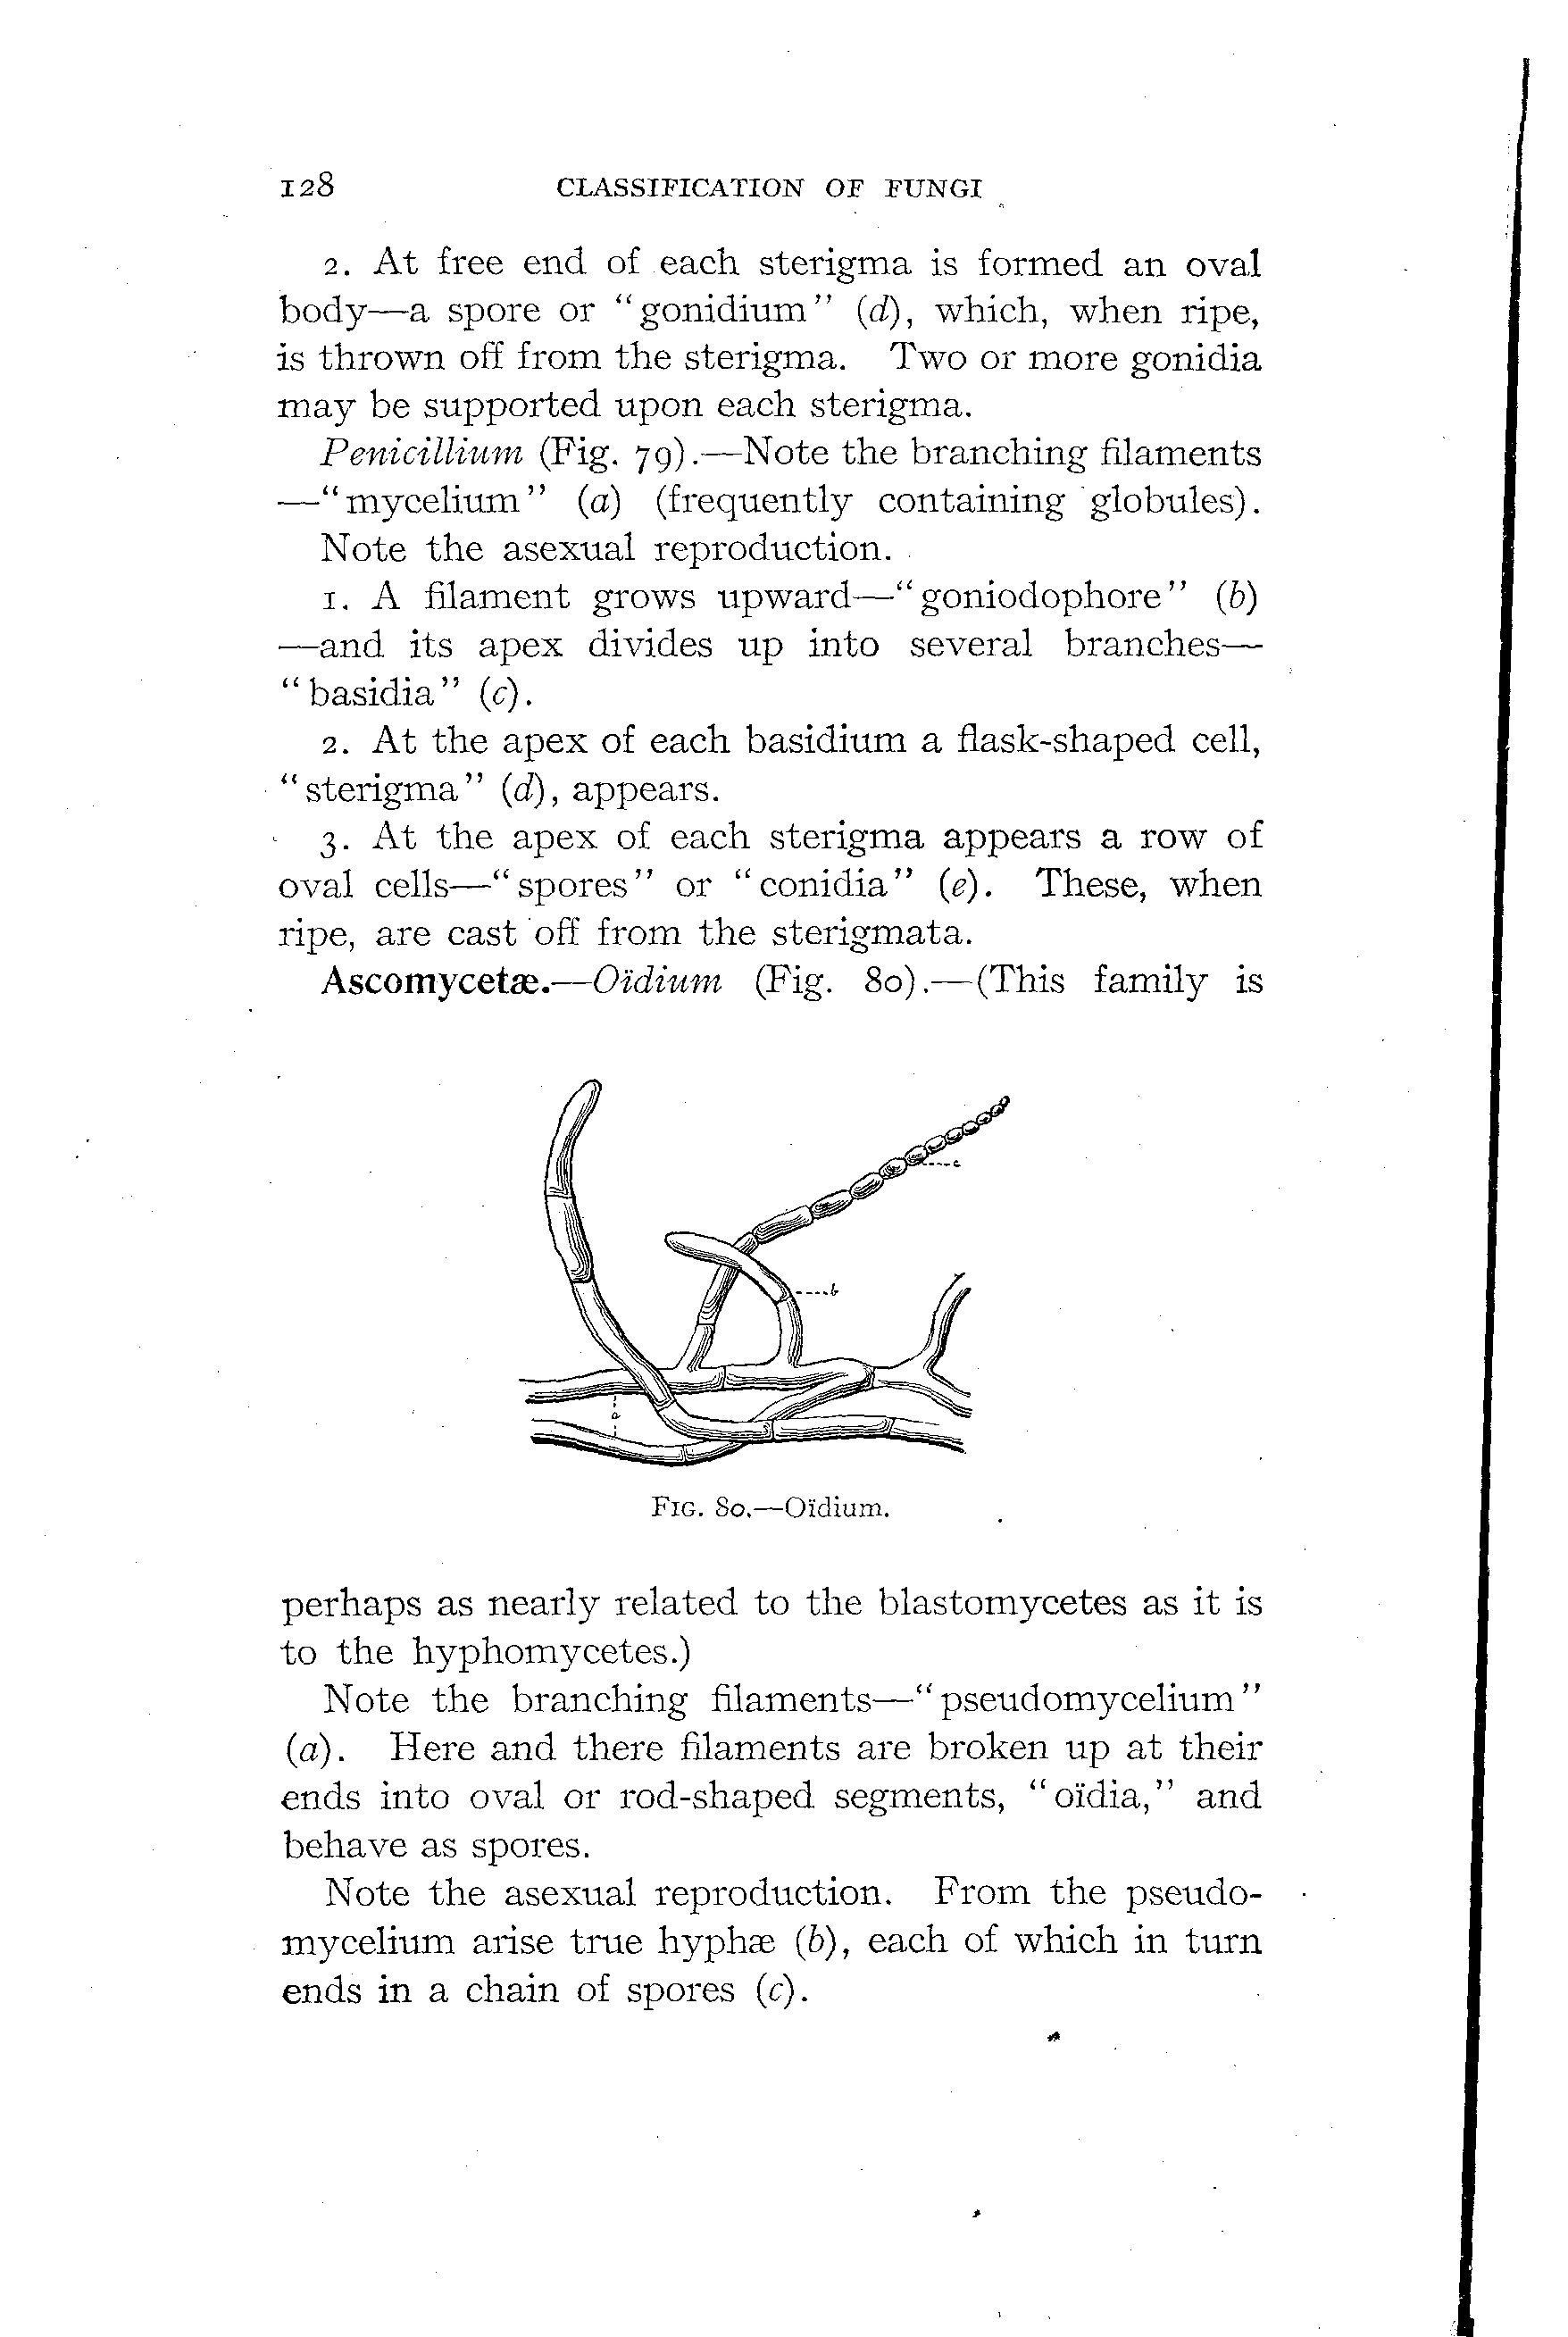 128 CLASSIFICATION OF FUNGI
2. At free end of each sterigma is formed an oval
body—a spore or "gonidium" (d), which, when ripe,
is thrown off from the sterigma. Two or more gonidia
may be supported upon each sterigma.
Penicillium (Fig. 79).—Note the branching filaments
—"mycelium" (a) (frequently containing globules).
Note the asexual reproduction.
1. A filament grows upward—"goniodophore" (b)
—and its apex divides up into several branches—
"basidia" (c).
2. At the apex of each basidium a flask-shaped cell,
"sterigma" (d), appears.
3. At the apex of each sterigma appears a row of
oval cells—"spores" or "conidia" (e). These, when
ripe, are cast off from the sterigmata.
Ascomycetæ.—Oïdium (Fig. 80).—(This family is
c
b
a
FIG. 80.—Oïdium.
perhaps as nearly related to the blastomycetes as it is
to the hyphomycetes.)
Note the branching filaments—"pseudomycelium"
(a). Here and there filaments are broken up at their
ends into oval or rod-shaped segments, "oïdia," and
behave as spores.
Note the asexual reproduction. From the pseudo-
mycelium arise true hyphæ (b), each of which in turn
ends in a chain of spores (c).